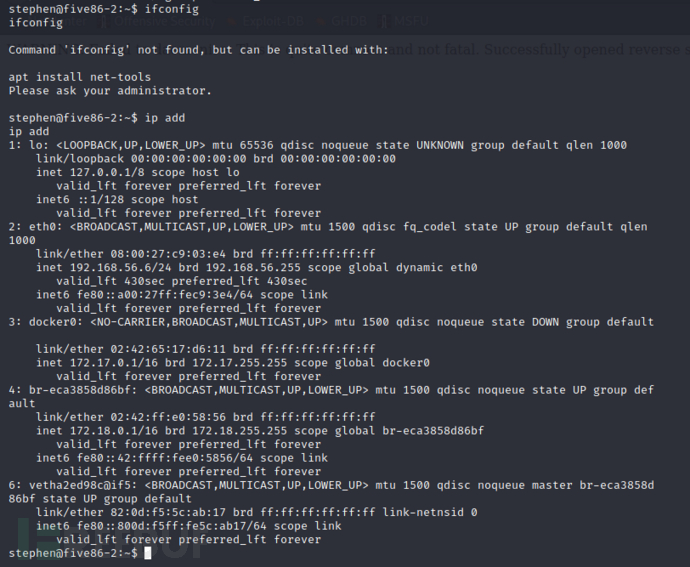 stephen@five86-2:~$ ifconfig
ifconfig
Command 'ifconfig' not found, but can be installed with:
apt install net-tools
Please ask your administrator.
stephen@five86-2:~$ ip add
ip add
1: lo: <LOOPBACK,UP,LOWER_UP> mtu 65536 qdisc noqueue state UNKNOWN group default qlen 1000
    link/loopback 00:00:00:00:00:00 brd 00:00:00:00:00:00
    inet 127.0.0.1/8 scope host lo
       valid_lft forever preferred_lft forever
    inet6 ::1/128 scope host
       valid_lft forever preferred_lft forever
2: eth0: <BROADCAST,MULTICAST,UP,LOWER_UP> mtu 1500 qdisc fq_codel state UP group default qlen
1000
    link/ether 08:00:27:c9:03:e4 brd ff:ff:ff:ff:ff:ff
    inet 192.168.56.6/24 brd 192.168.56.255 scope global dynamic eth0
       valid_lft 430sec preferred_lft 430sec
    inet6 fe80::a00:27ff:fec9:3e4/64 scope link
       valid_lft forever preferred_lft forever
3: docker0: <NO-CARRIER,BROADCAST,MULTICAST,UP> mtu 1500 qdisc noqueue state DOWN group default
    link/ether 02:42:65:17:d6:11 brd ff:ff:ff:ff:ff:ff
    inet 172.17.0.1/16 brd 172.17.255.255 scope global docker0
       valid_lft forever preferred_lft forever
4: br-eca3858d86bf: <BROADCAST,MULTICAST,UP,LOWER_UP> mtu 1500 qdisc noqueue state UP group def
ault
    link/ether 02:42:ff:e0:58:56 brd ff:ff:ff:ff:ff:ff
    inet 172.18.0.1/16 brd 172.18.255.255 scope global br-eca3858d86bf
       valid_lft forever preferred_lft forever
    inet6 fe80::42:ffff:fee0:5856/64 scope link
       valid_lft forever preferred_lft forever
6: vetha2ed98c@if5: <BROADCAST,MULTICAST,UP,LOWER_UP> mtu 1500 qdisc noqueue master br-eca3858d
86bf state UP group default
    link/ether 82:0d:f5:5c:ab:17 brd ff:ff:ff:ff:ff:ff link-netnsid 0
    inet6 fe80::800d:f5ff:fe5c:ab17/64 scope link
       valid_lft forever preferred_lft forever
stephen@five86-2:~$